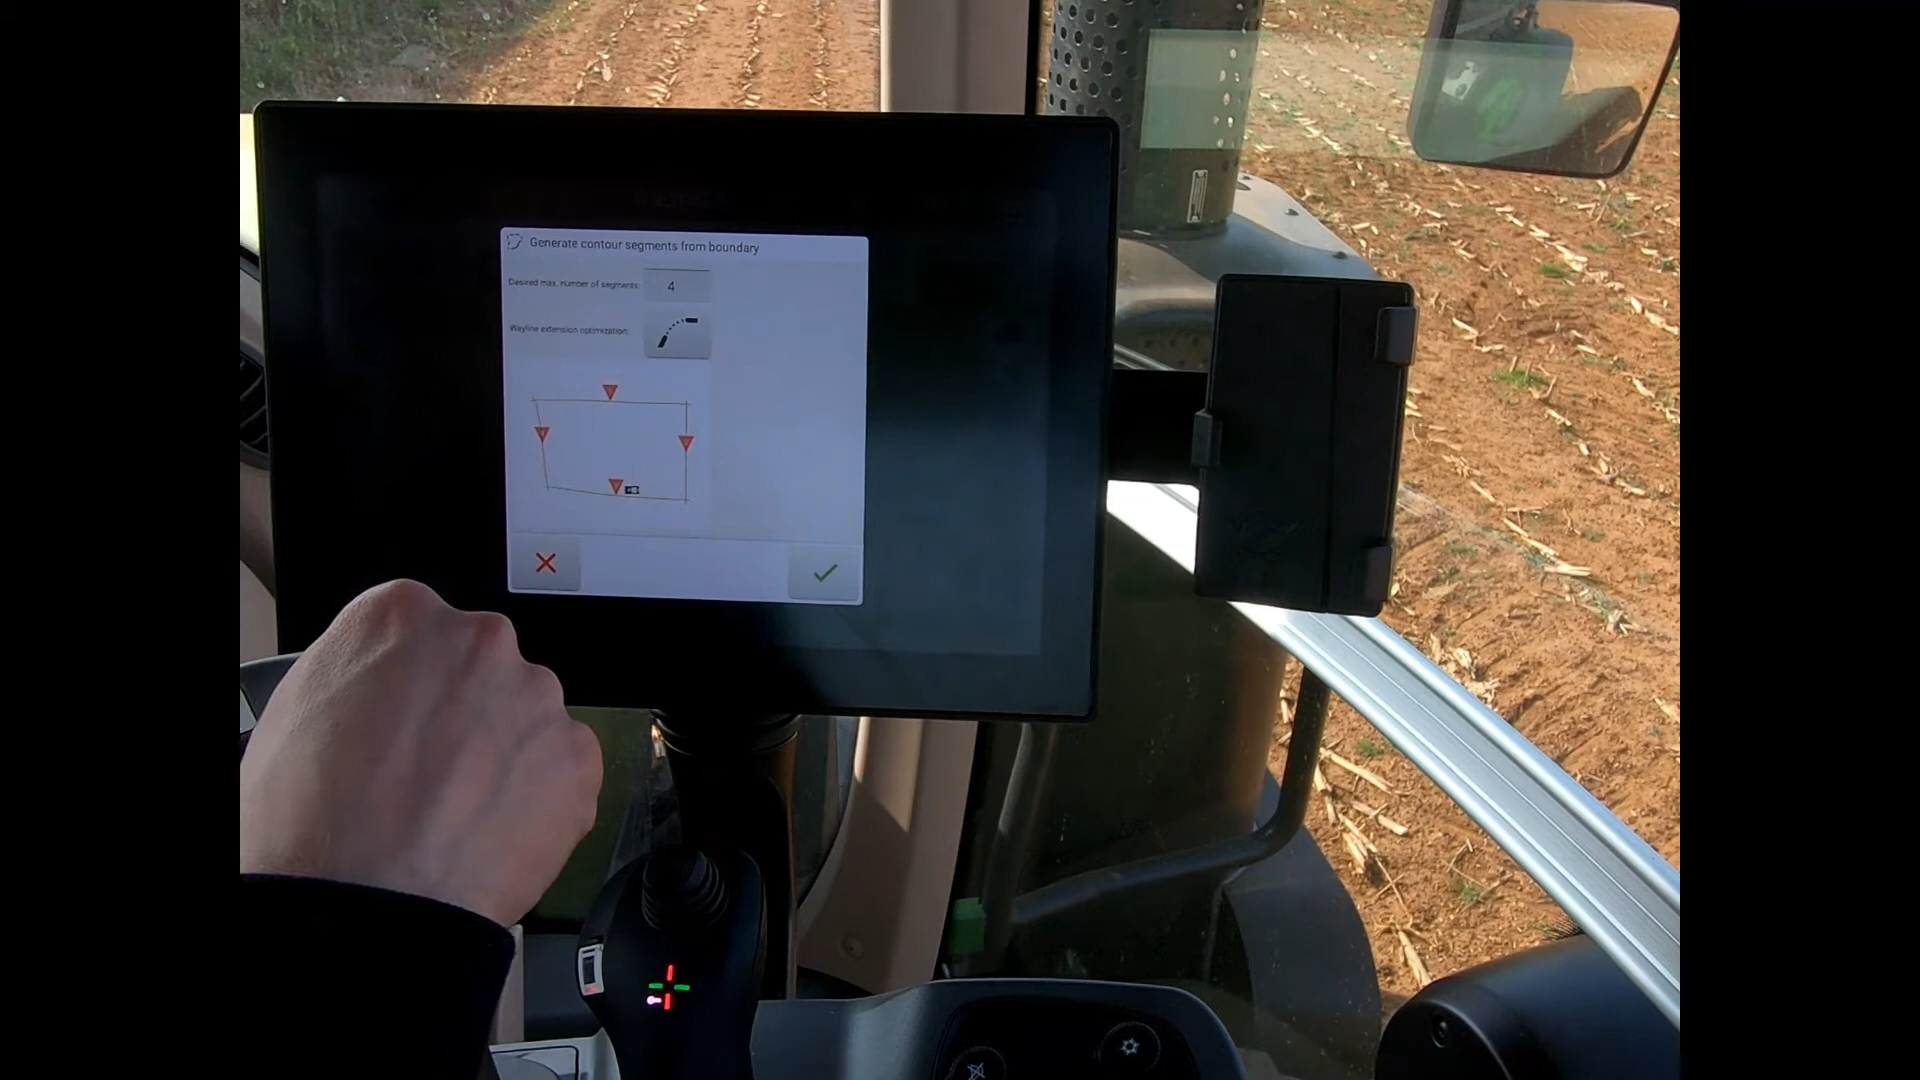 Generate contour segments from boundary
Desired max. number of segments:
4
Wayline extension optimization: